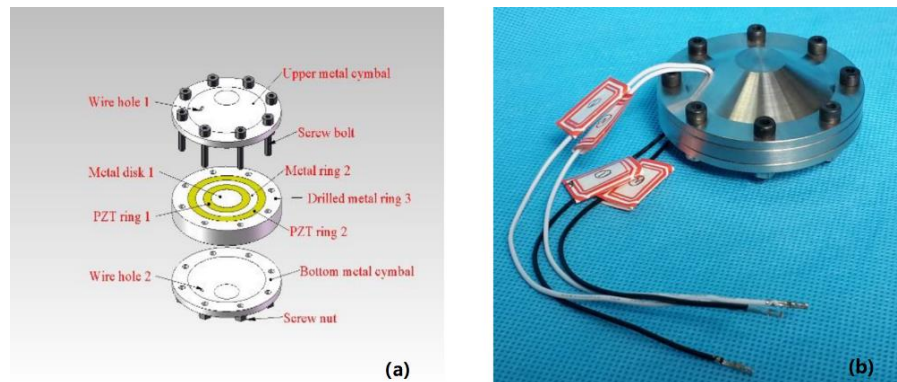 Upper metal cymbal
Wire hole 1
Screw bolt
Metal disk 1
Metal ring 2
Drilled metal ring 3
PZT ring 1
PZT ring 2
Wire hole 2
Bottom metal cymbal
Screw nut
(a)
(b)